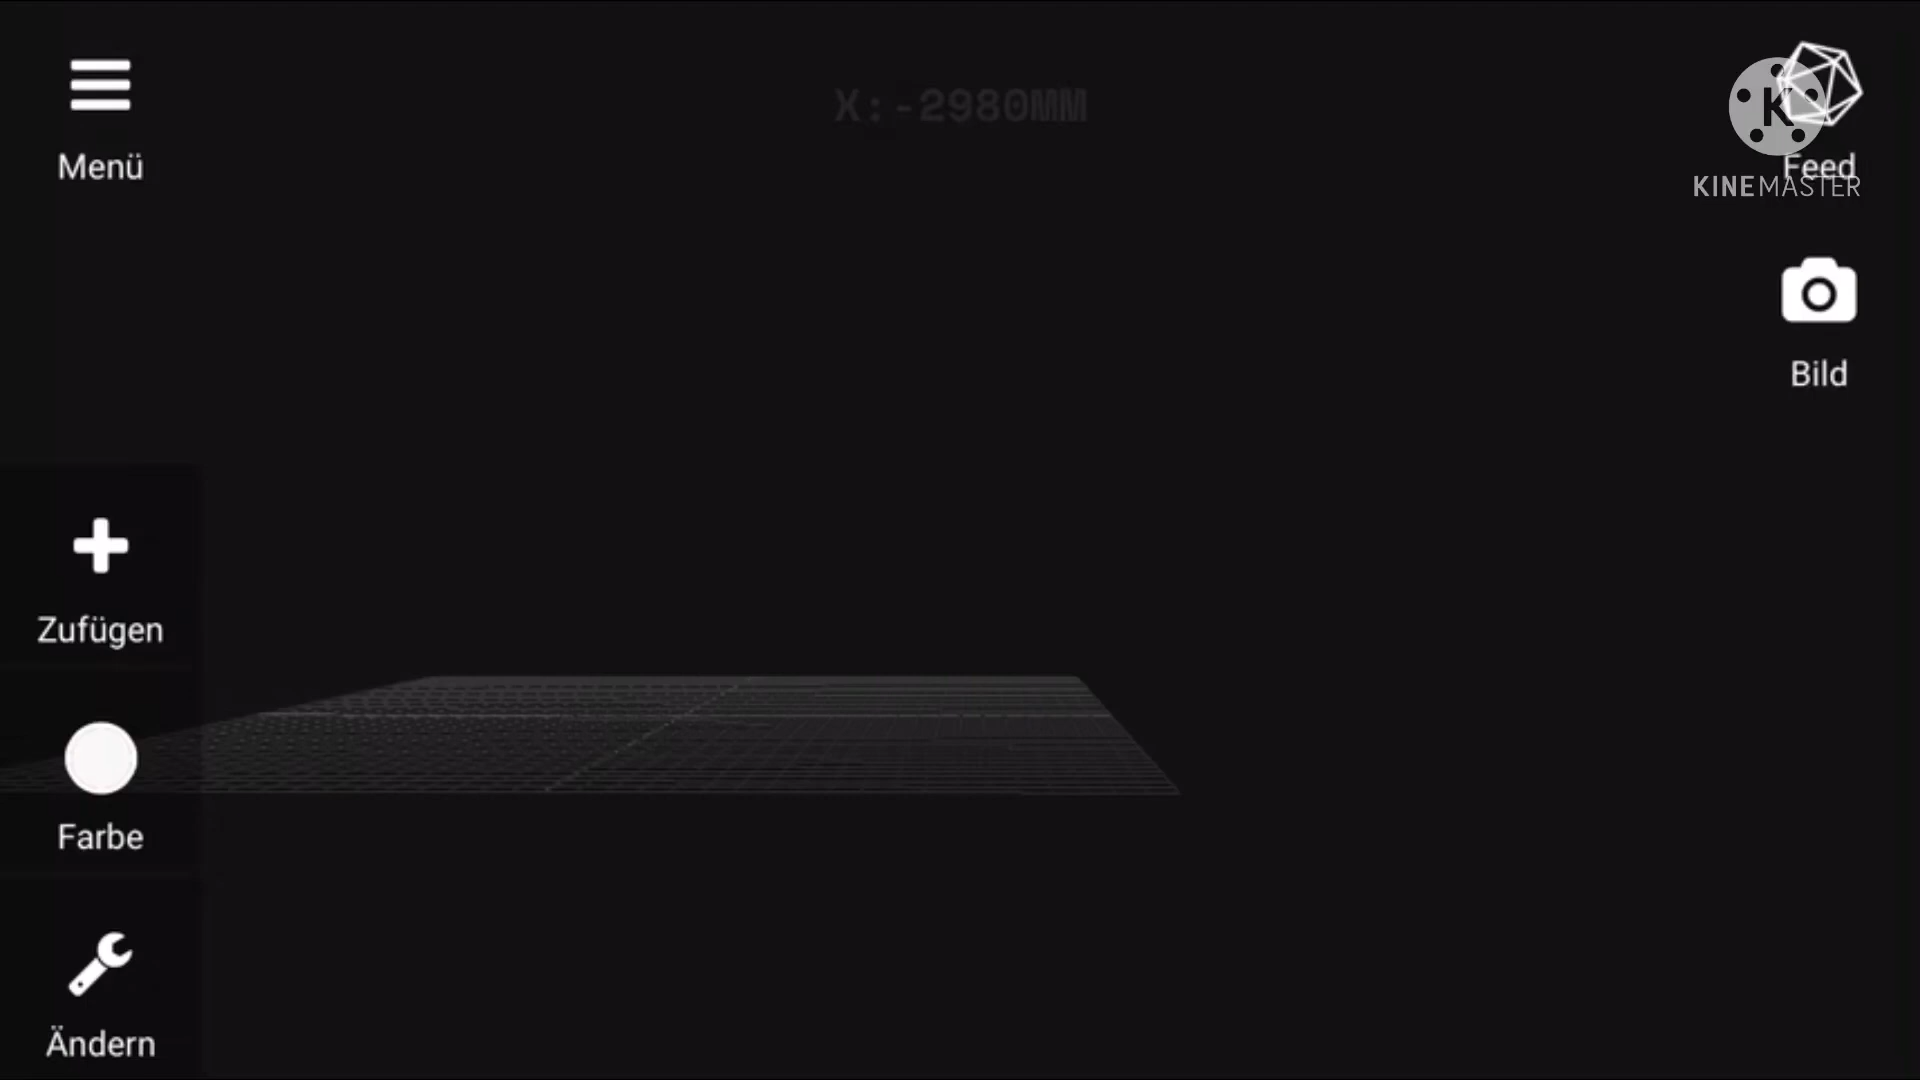 Menü
X:-2980MM
Feed
KINEMASTER
Bild
Zufügen
Farbe
Ändern